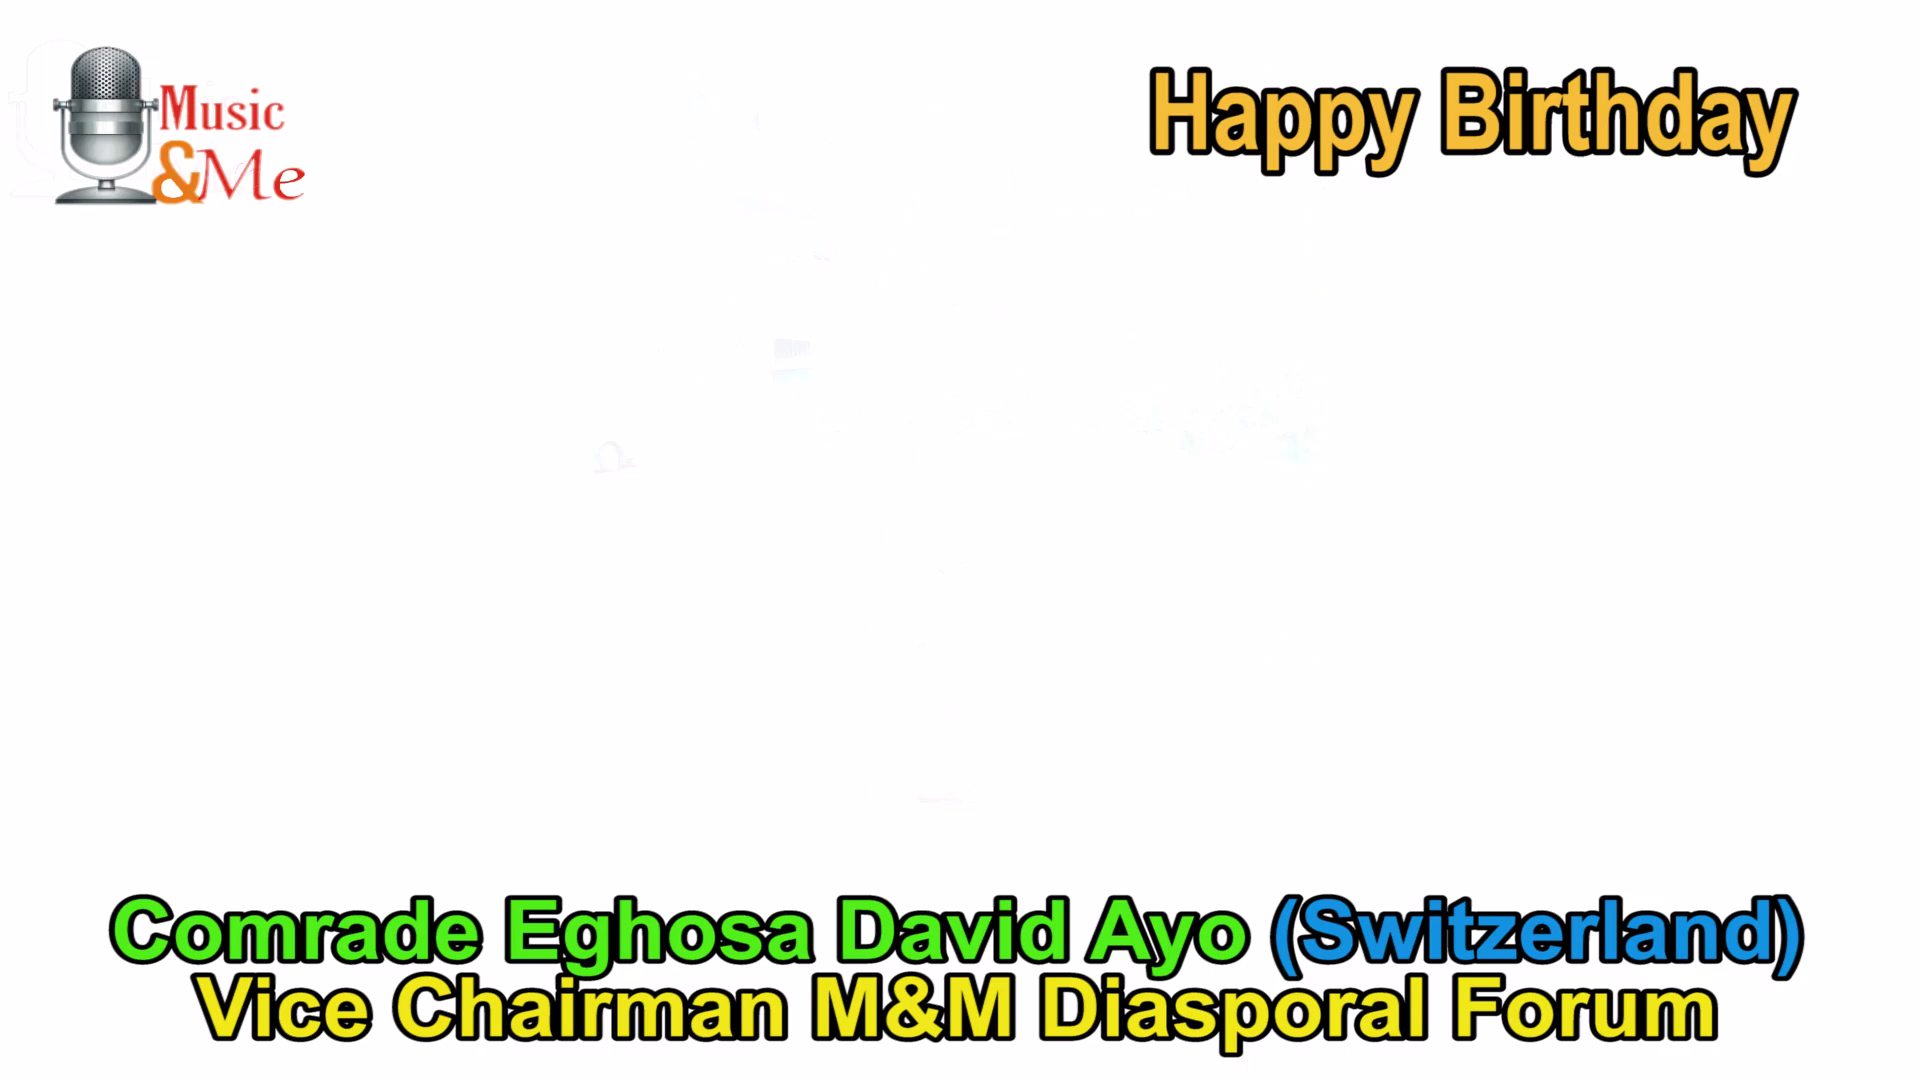 Music
&Me
Happy Birthday
Comrade Eghosa David Ayo (Switzerland)
Vice Chairman M&M Diasporal Forum